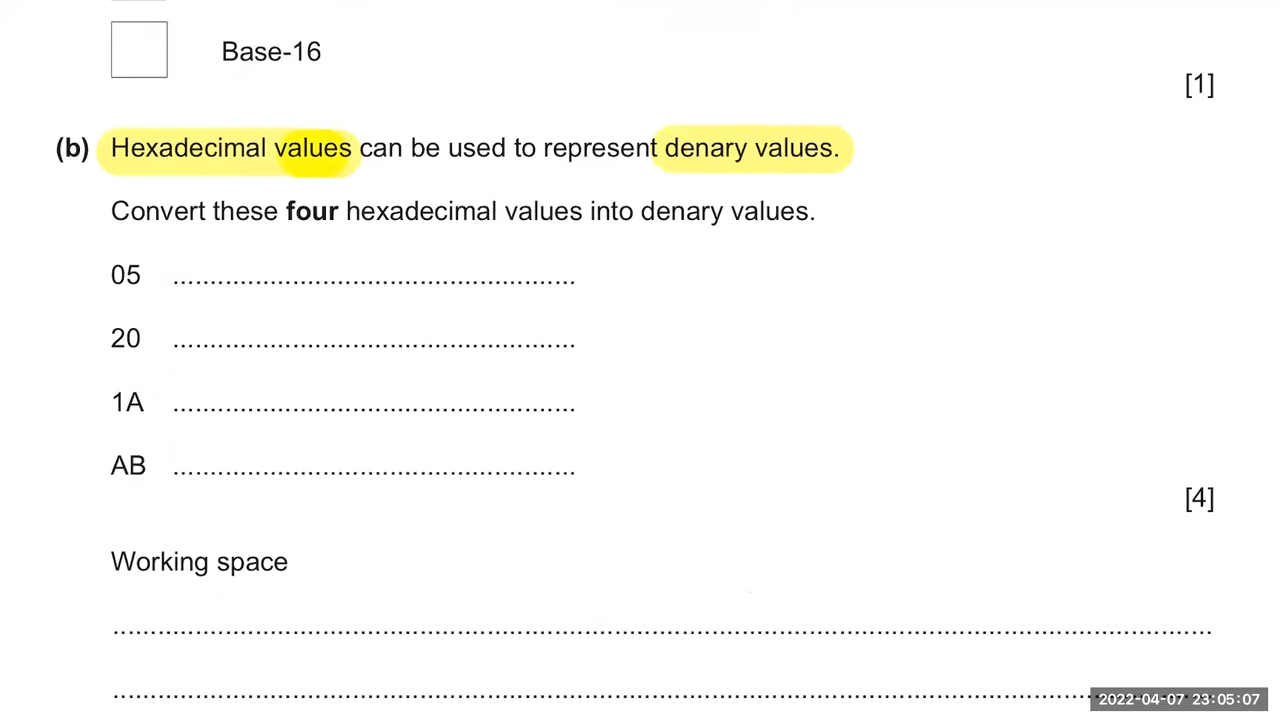 Base-16
[1]
(b) Hexadecimal values can be used to represent denary values.
Convert these four hexadecimal values into denary values.
05 ......................................................
20 ......................................................
1A ......................................................
AB ......................................................
[4]
Working space
....................................................................................................................................................
....................................................................................................................................................
2022-04-07 23:05:07